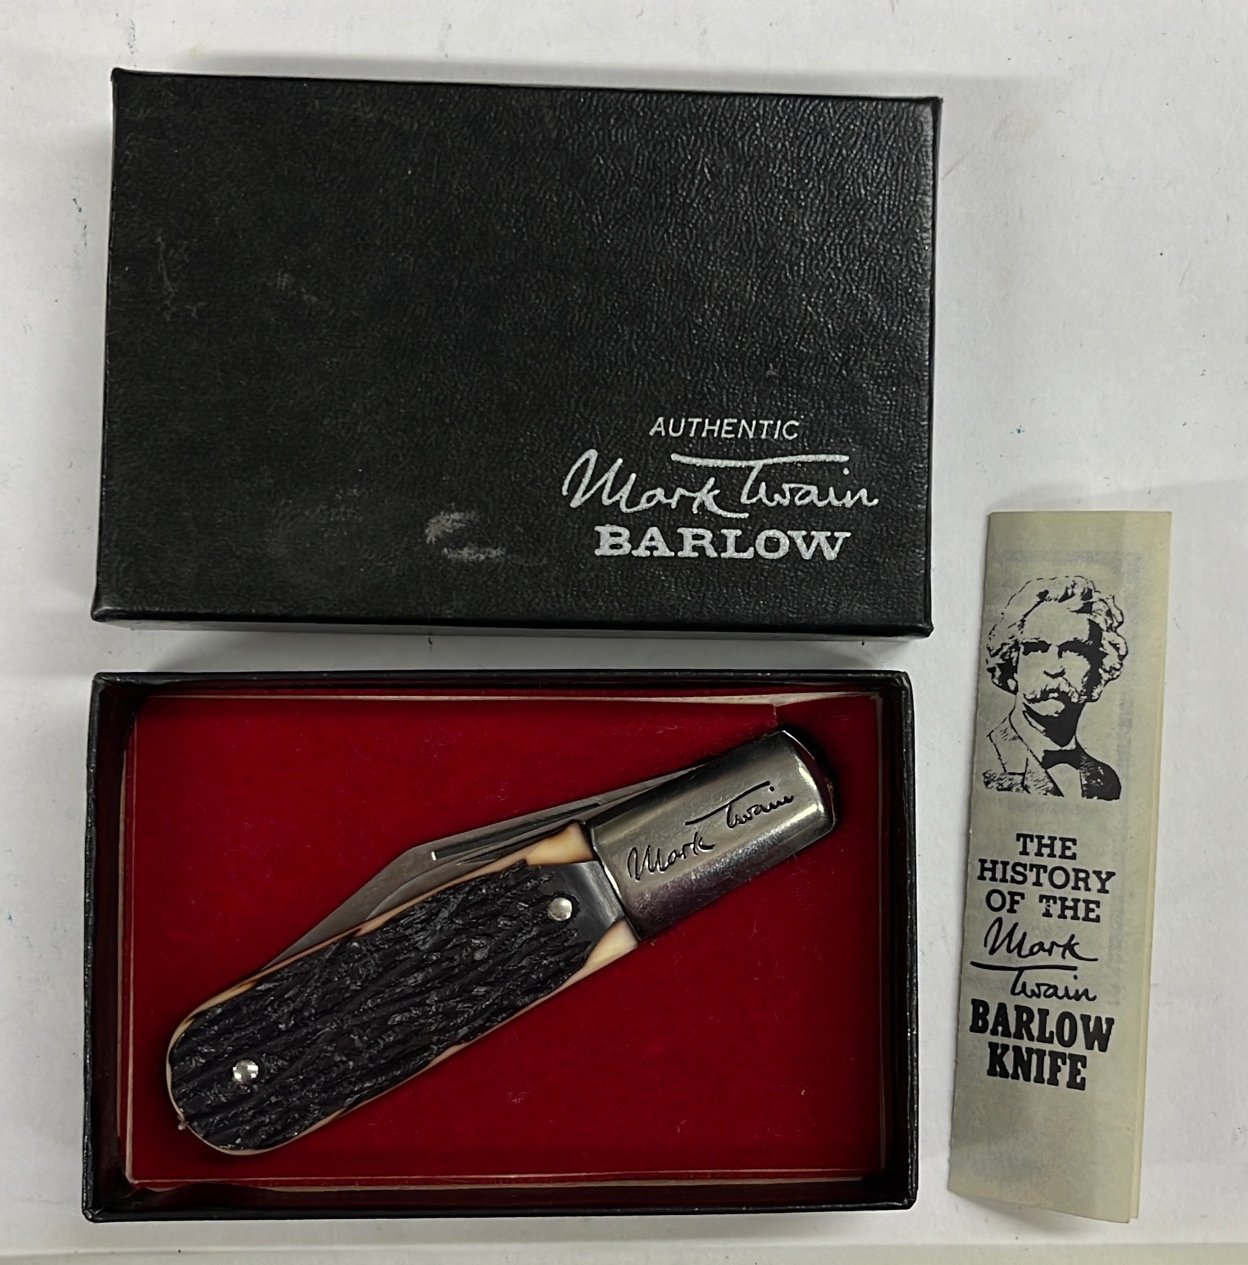 AUTHENTIC
Mark Twain
BARLOW
Mark Twain
THE
HISTORY
OF THE
Mark
Twain
BARLOW
KNIFE